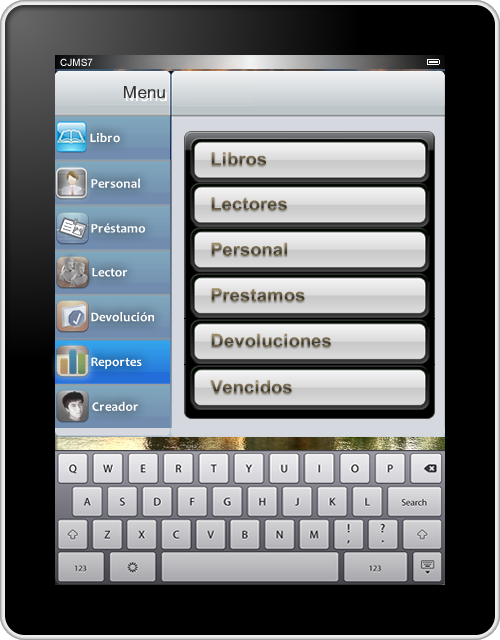 CJMS7
Menu
Libro
Personal
Préstamo
Lector
Devolución
Reportes
Creador
Libros
Lectores
Personal
Prestamos
Devoluciones
Vencidos
Q W E R T Y U I O P
A S D F G H J K L Search
Z X C V B N M ! , ? .
123 123